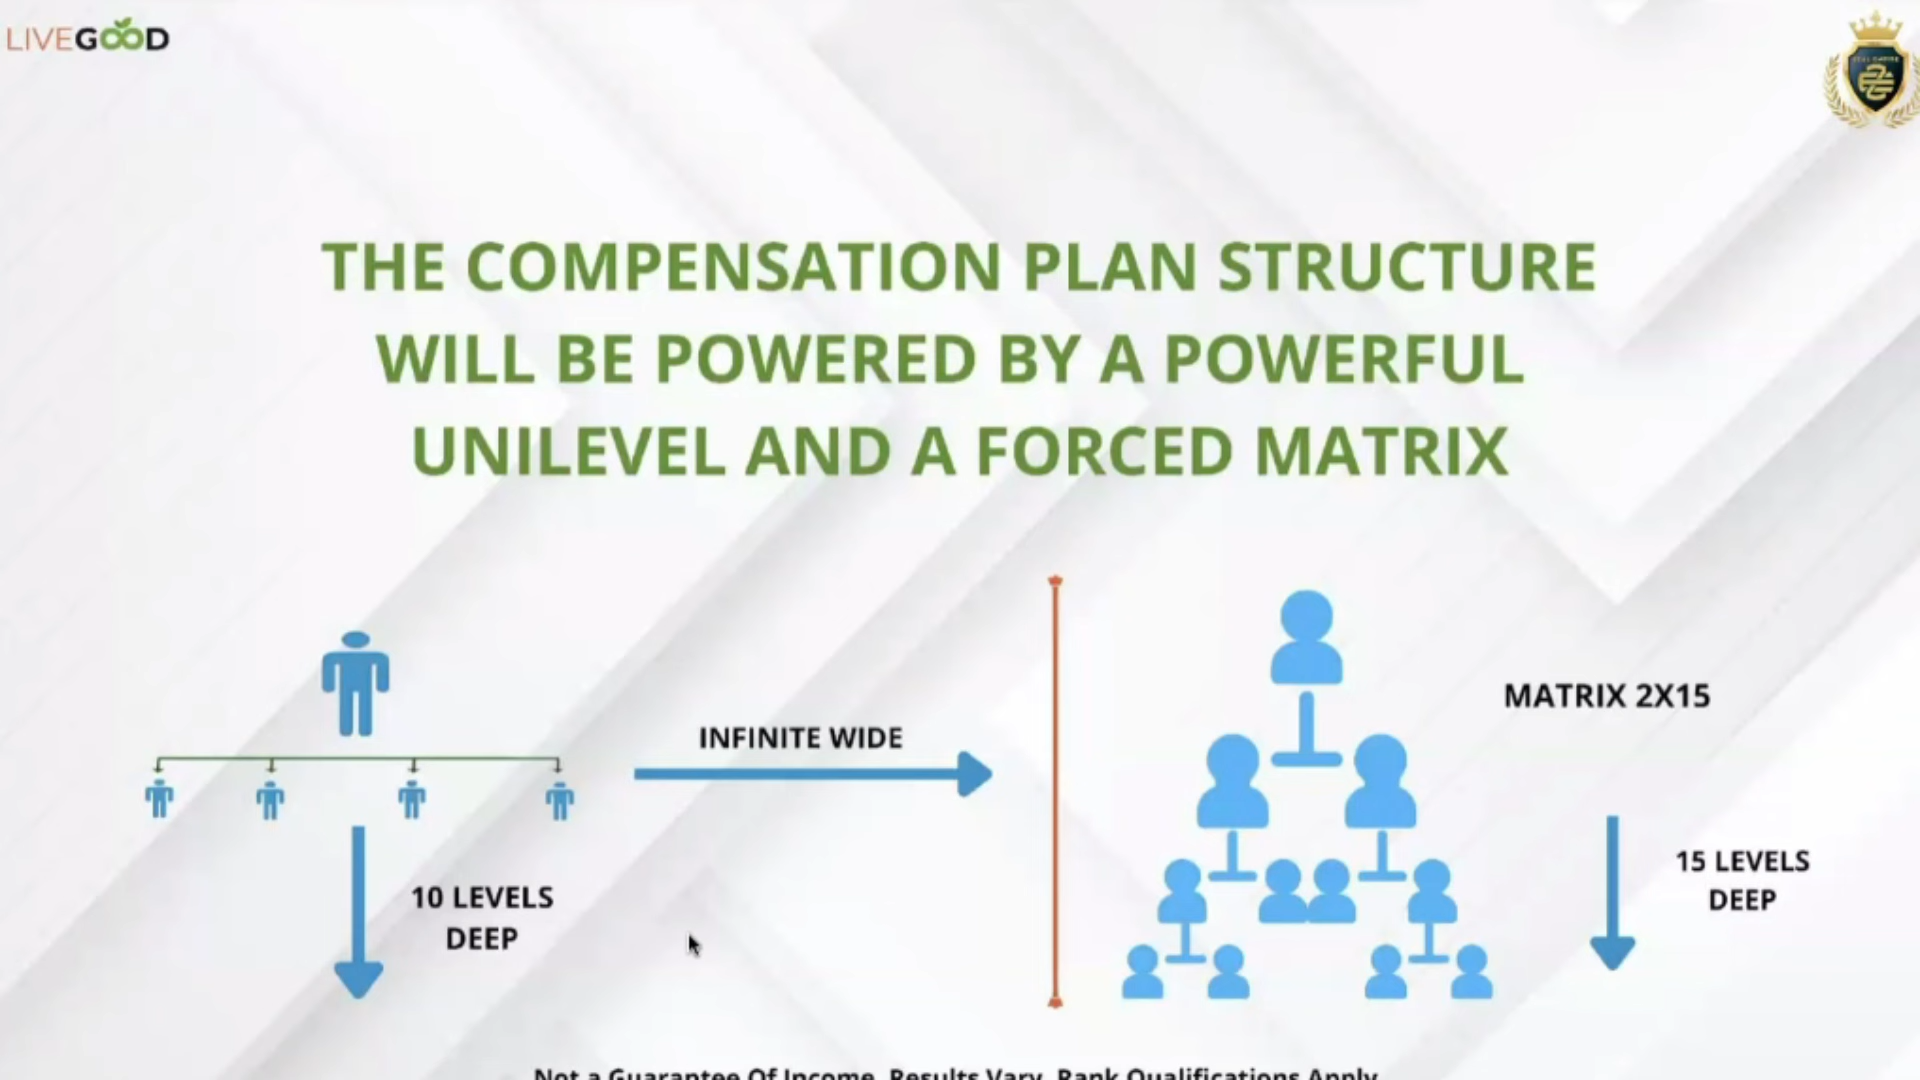 LIVEGOOD
THE COMPENSATION PLAN STRUCTURE
WILL BE POWERED BY A POWERFUL
UNILEVEL AND A FORCED MATRIX
INFINITE WIDE
10 LEVELS
DEEP
MATRIX 2X15
15 LEVELS
DEEP
Not a Guarantee Of Income. Results Vary. Rank Qualifications Apply